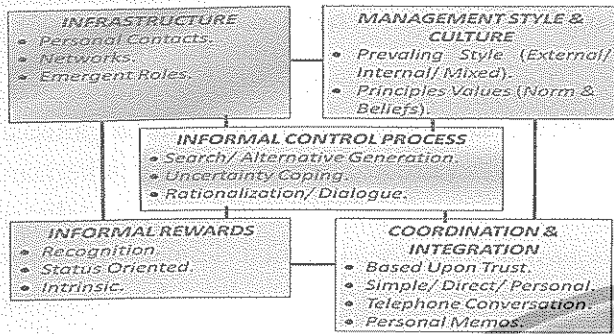 INFRASTRUCTURE
• Personal Contacts.
• Networks.
• Emergent Roles.
MANAGEMENT STYLE &
CULTURE
• Prevaling Style (External/
Internal/ Mixed).
• Principles Values (Norm &
Beliefs).
INFORMAL CONTROL PROCESS
• Search/ Alternative Generation.
• Uncertainty Coping.
• Rationalization/ Dialogue.
INFORMAL REWARDS
• Recognition
• Status Oriented.
• Intrinsic.
COORDINATION &
INTEGRATION
• Based Upon Trust.
• Simple/ Direct/ Personal.
• Telephone Conversation.
• Personal Memos.